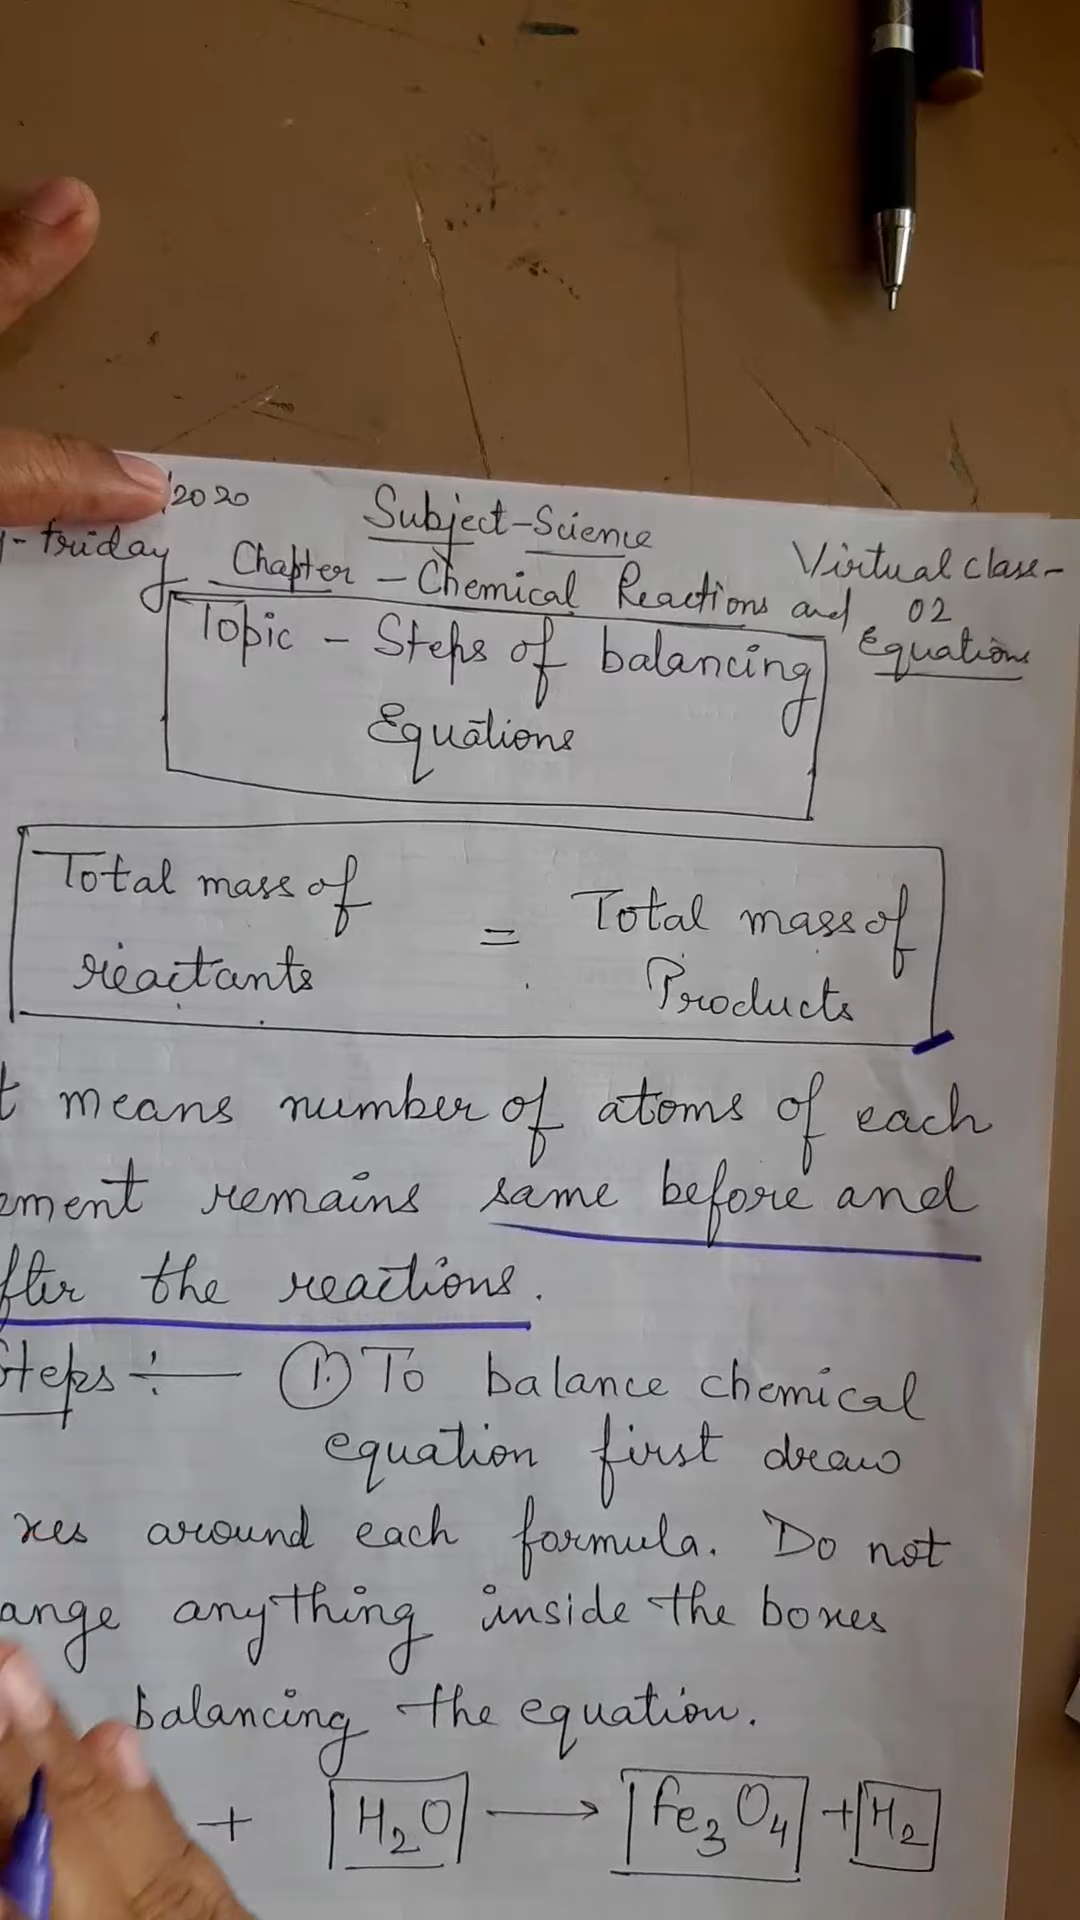 /2020 Subject-Science
friday Chapter - Chemical Reactions and Equations
Virtual class-
02
Topic - Steps of balancing
Equations
Total mass of reactants = Total mass of Products
means number of atoms of each
ement remains same before and
fter the reactions.
Steps :- 1. To balance chemical
equation first draw
xes around each formula. Do not
ange anything inside the boxes
balancing the equation.
+ H₂O → Fe₃O₄ + H₂